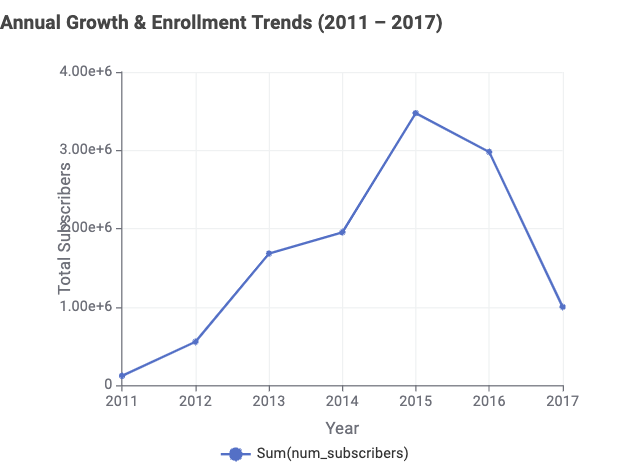 Annual Growth & Enrollment Trends (2011 – 2017)
4.00e+6
3.00e+6
2.00e+6
1.00e+6
0
Total Subscribers
2011 2012 2013 2014 2015 2016 2017
Year
Sum(num_subscribers)